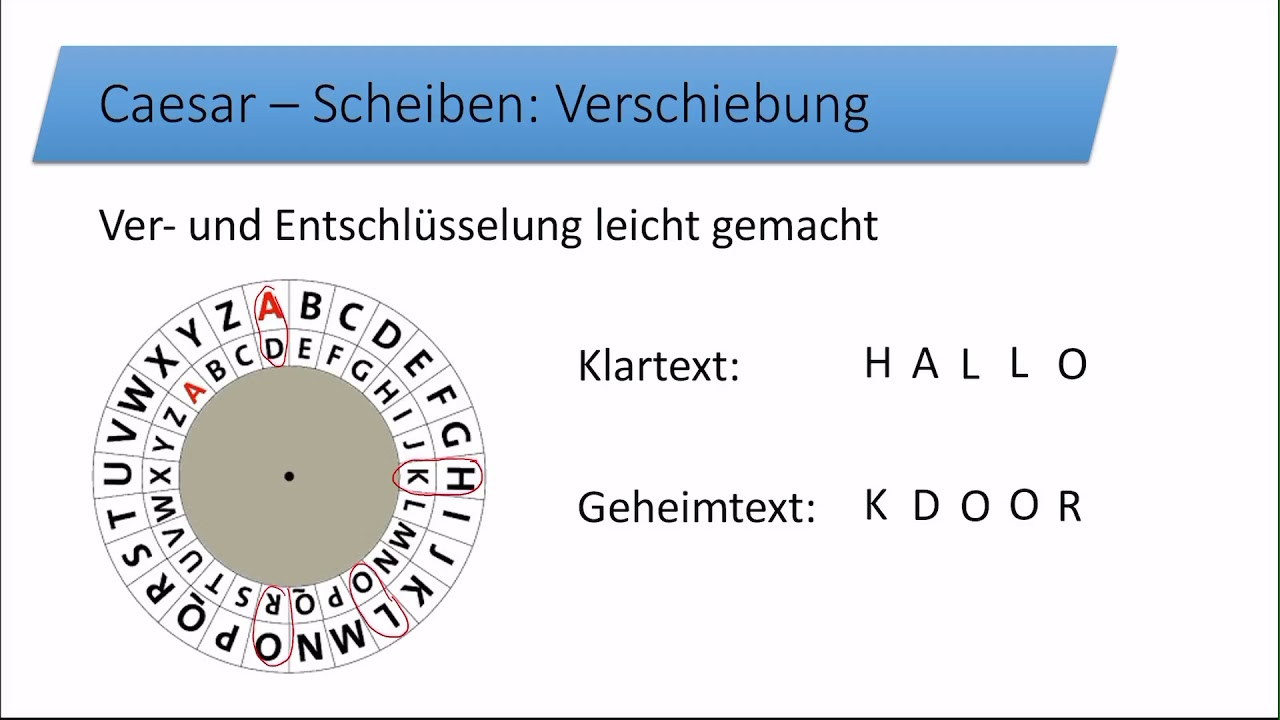 Caesar – Scheiben: Verschiebung
Ver- und Entschlüsselung leicht gemacht
A B C D E F G H I J K L M N O P Q R S T U V W X Y Z
D E F G H I J K L M N O P Q R S T U V W X Y Z A B C
Klartext: H A L L O
Geheimtext: K D O O R